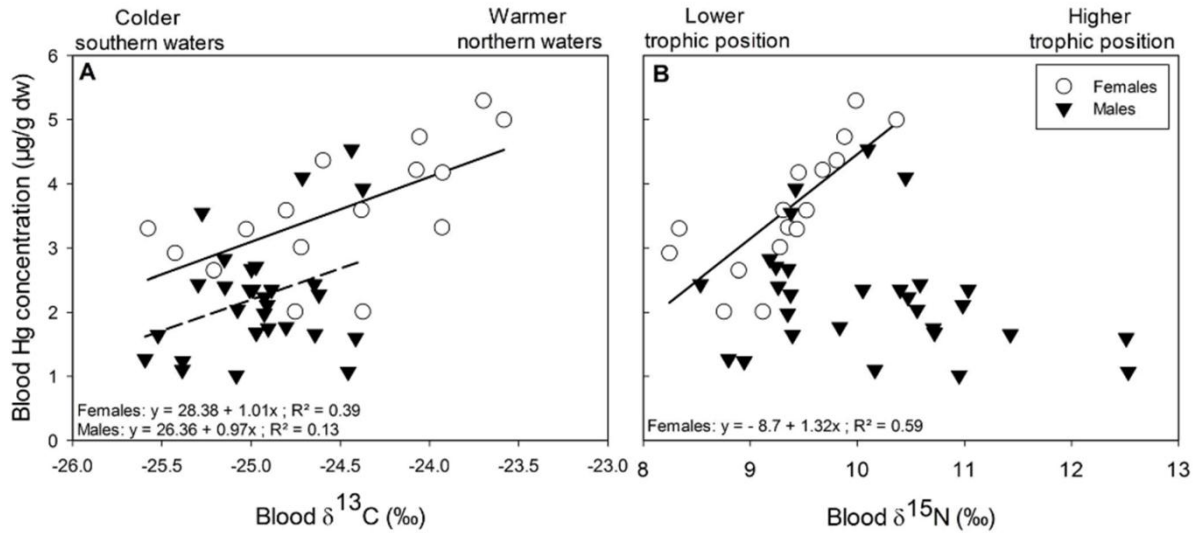 Colder
southern waters
Warmer
northern waters
Lower
trophic position
Higher
trophic position
Blood Hg concentration (µg/g dw)
6
5
4
3
2
1
0
A
Females: y = 28.38 + 1.01x ; R² = 0.39
Males: y = 26.36 + 0.97x ; R² = 0.13
-26.0 -25.5 -25.0 -24.5 -24.0 -23.5 -23.0
Blood δ¹³C (‰)
B
Females
Males
Females: y = - 8.7 + 1.32x ; R² = 0.59
8 9 10 11 12 13
Blood δ¹⁵N (‰)